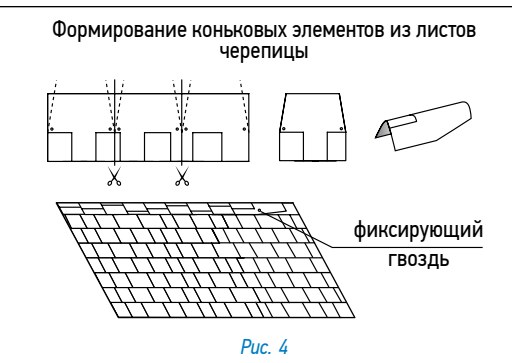 Формирование коньковых элементов из листов
черепицы
фиксирующий
гвоздь
Рис. 4